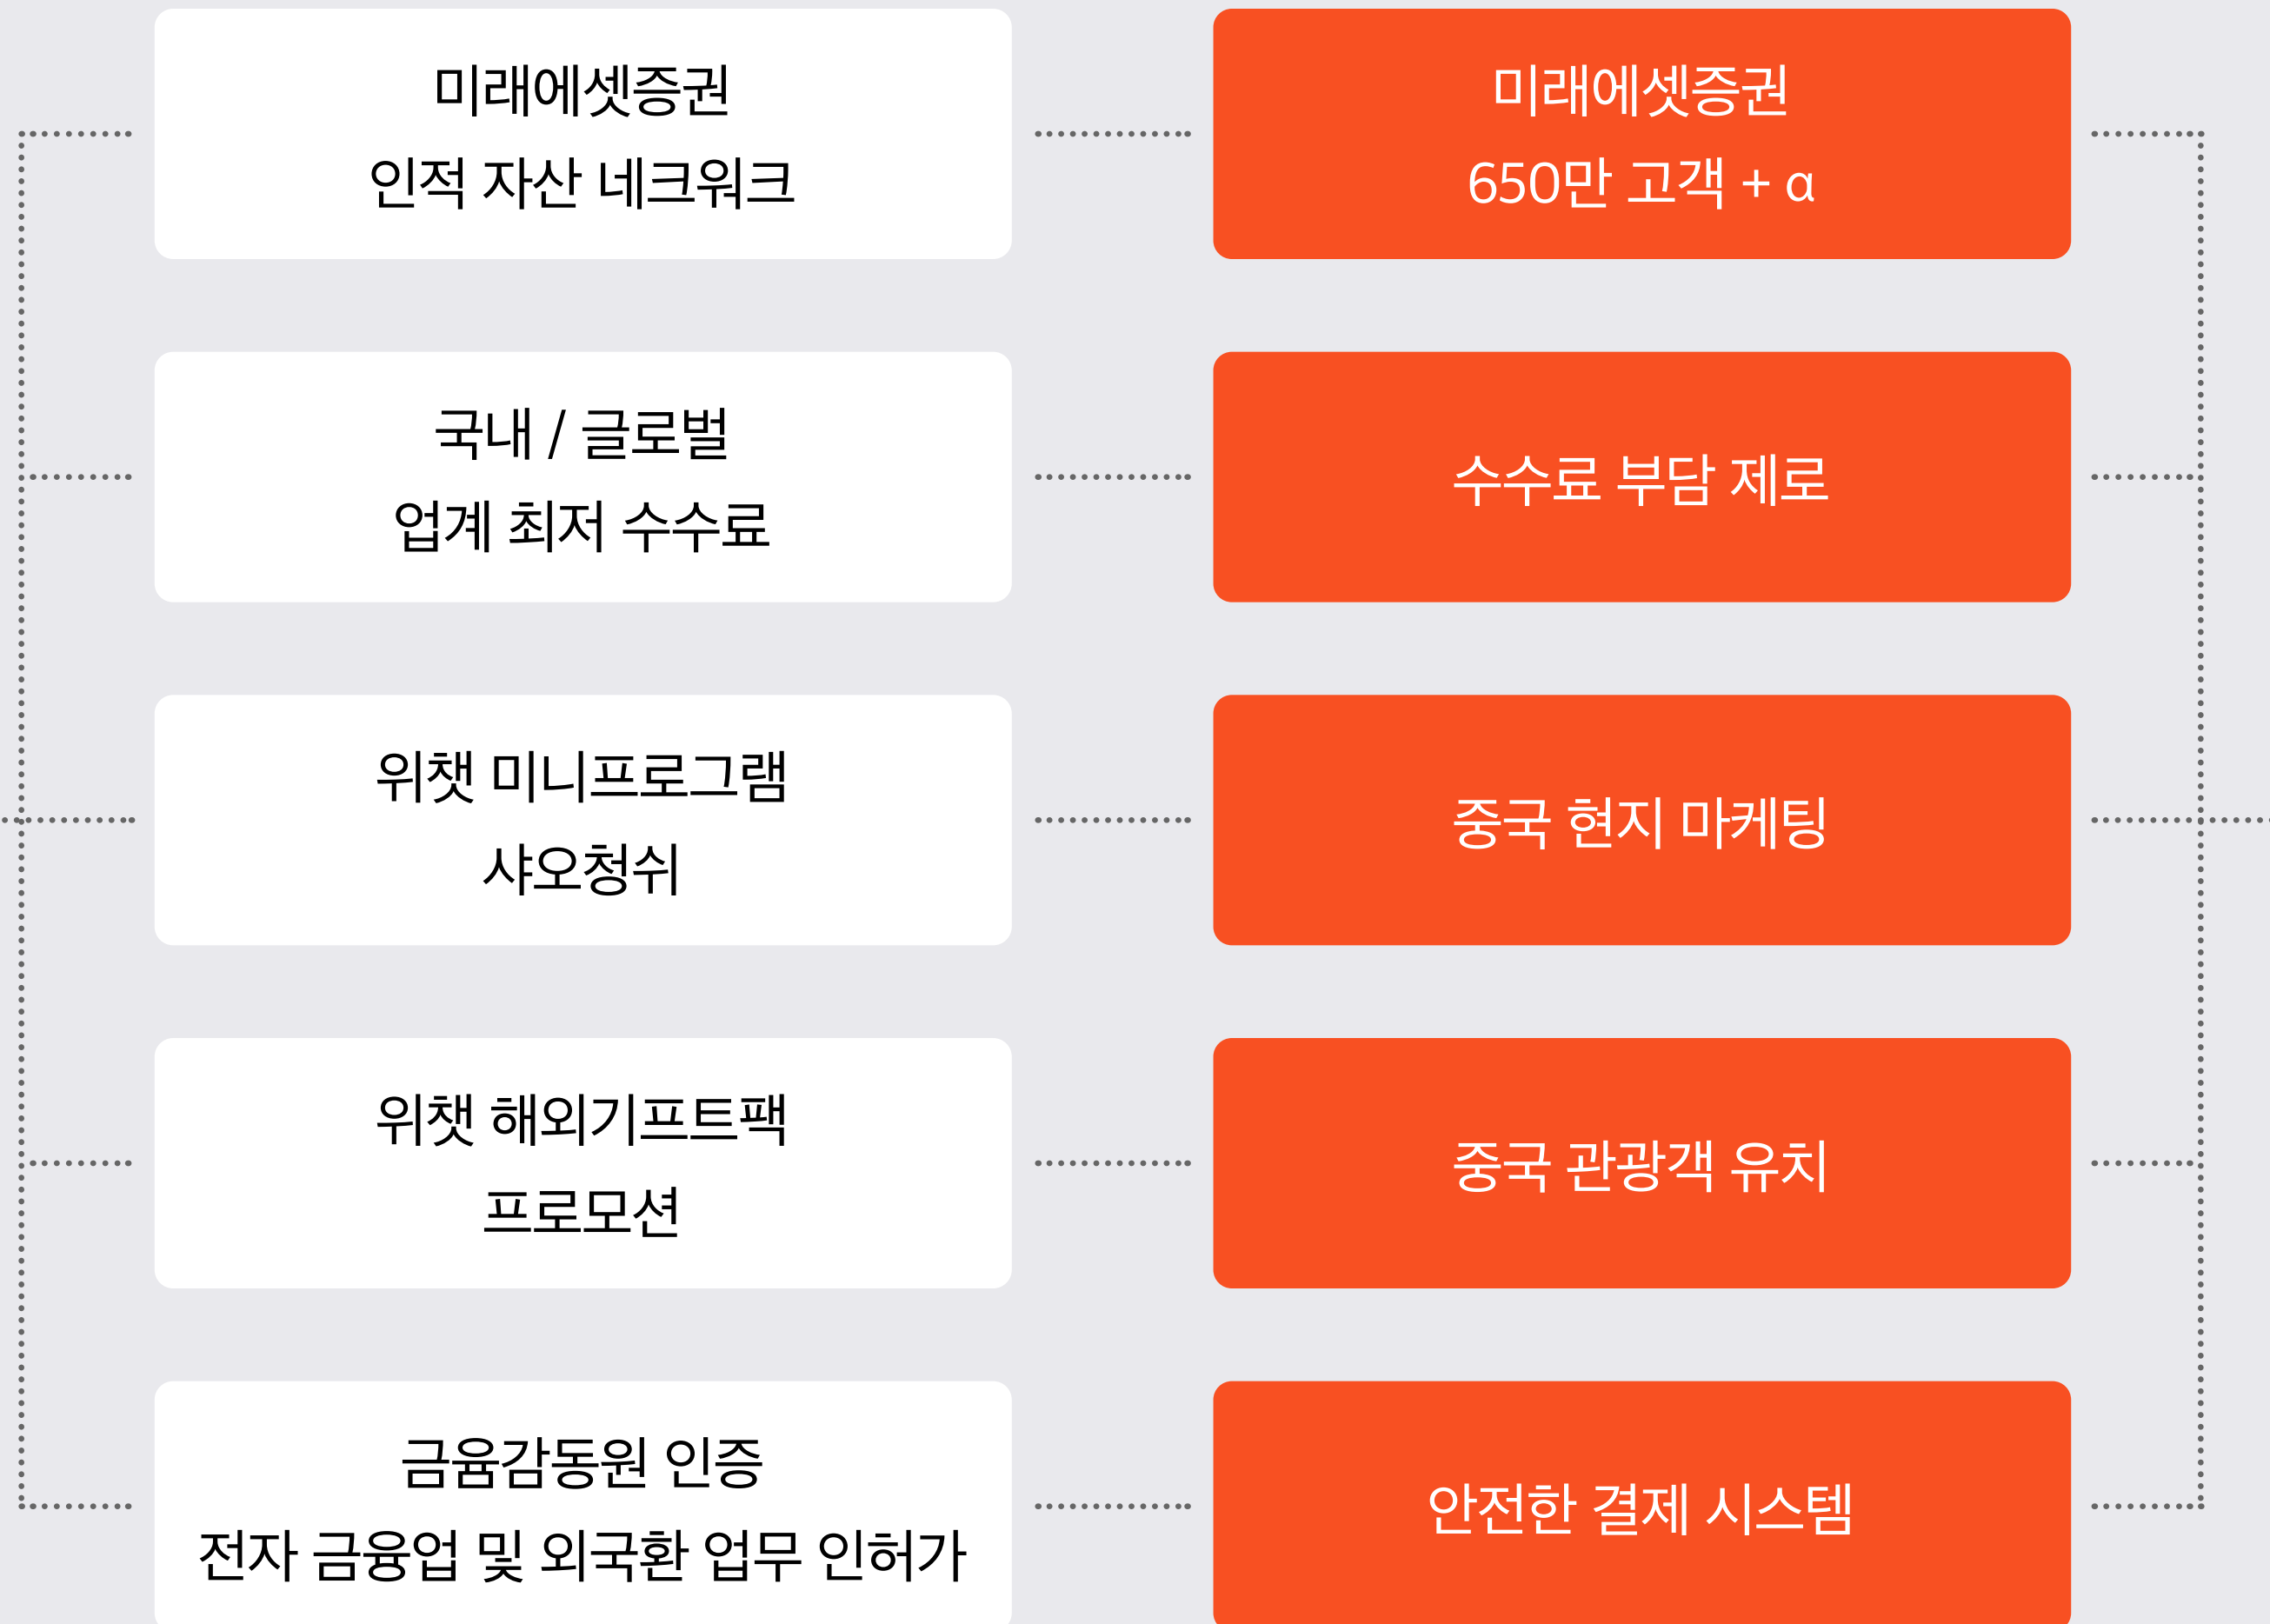 미래에셋증권
인적 자산 네크워크
미래에셋증권
650만 고객 + α
국내 / 글로벌
업게 최저 수수료
수수료 부담 제로
위챗 미니프로그램
샤오청쉬
중국 현지 마케팅
위챗 해외기프트팩
프로모션
중국 관광객 유치
금융감동원 인증
전자 금융업 및 외국환 업무 인허가
안전한 결제 시스템